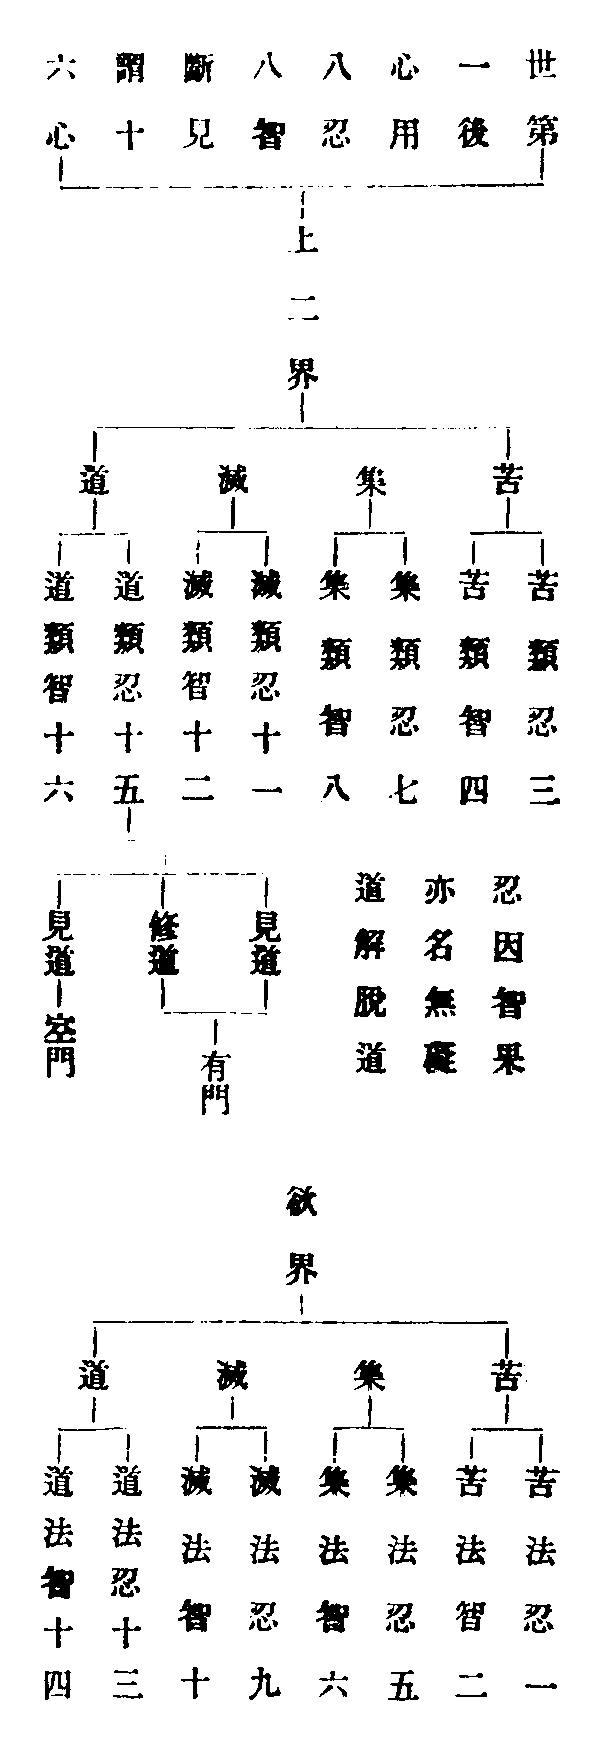 世第
一後
心用
八忍
八智
斷見
謂十
六心
上二界
苦
集
滅
道
苦類忍三
苦類智四
集類忍七
集類智八
滅類忍十一
滅類智十二
道類忍十五
道類智十六
忍因智果
亦名無礙
道解脫道
見道
修道
見道
有門
空門
欲界
苦
集
滅
道
苦法忍一
苦法智二
集法忍五
集法智六
滅法忍九
滅法智十
道法忍十三
道法智十四